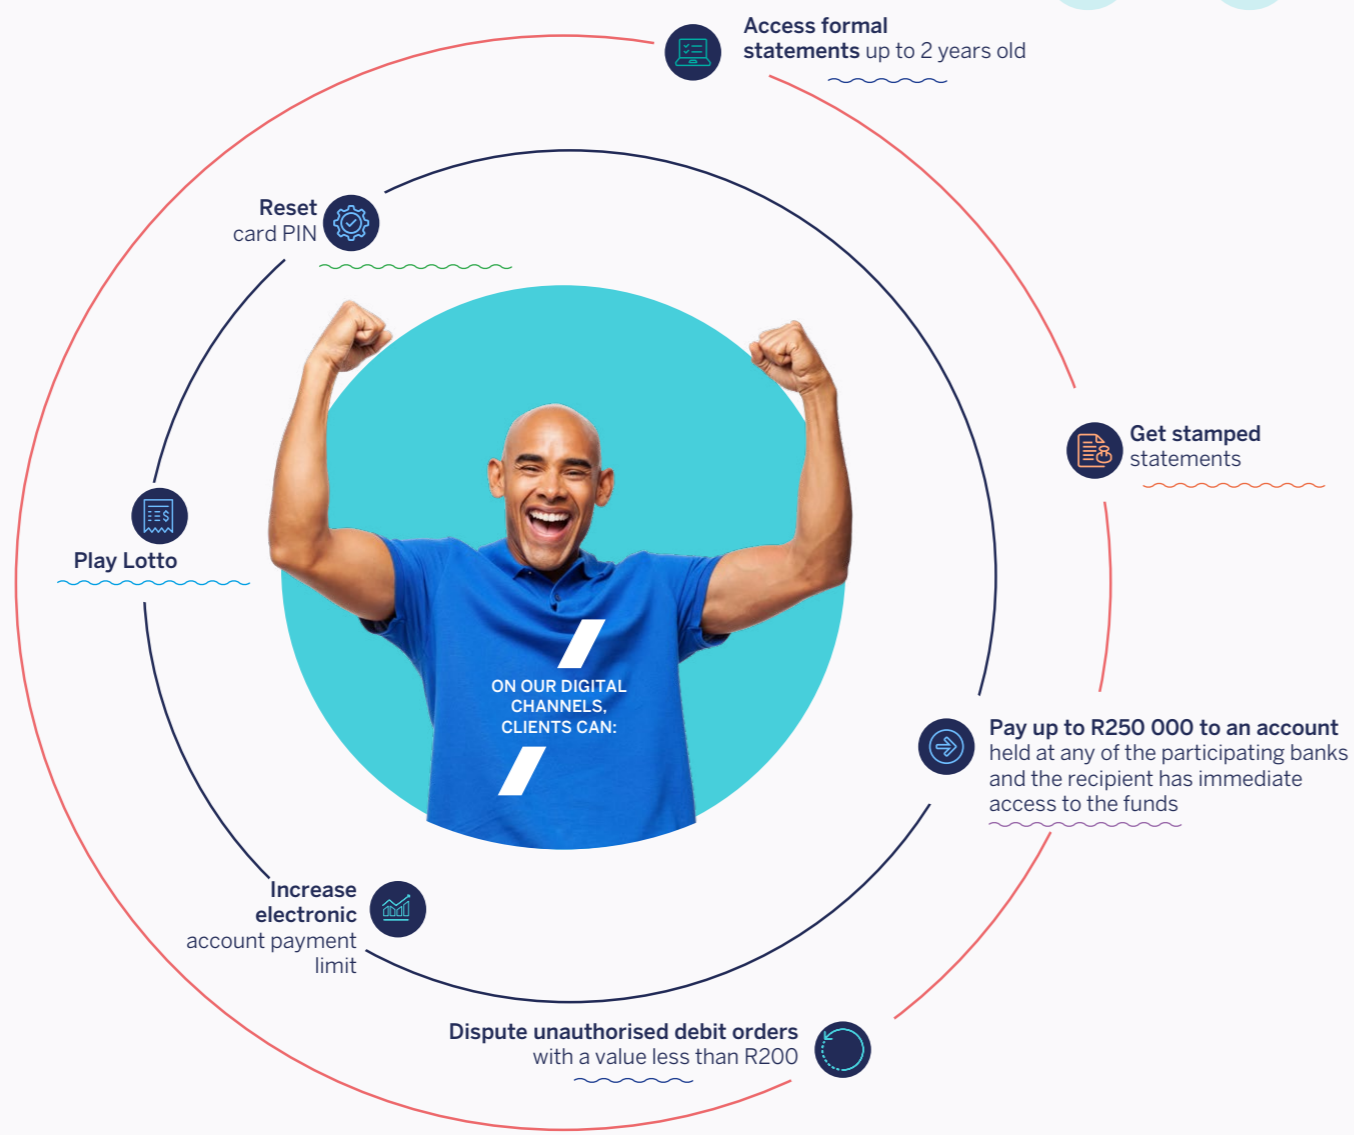 Access formal
statements up to 2 years old
Reset
card PIN
Get stamped
statements
Play Lotto
ON OUR DIGITAL
CHANNELS,
CLIENTS CAN:
Pay up to R250 000 to an account
held at any of the participating banks
and the recipient has immediate
access to the funds
Increase
electronic
account payment
limit
Dispute unauthorised debit orders
with a value less than R200